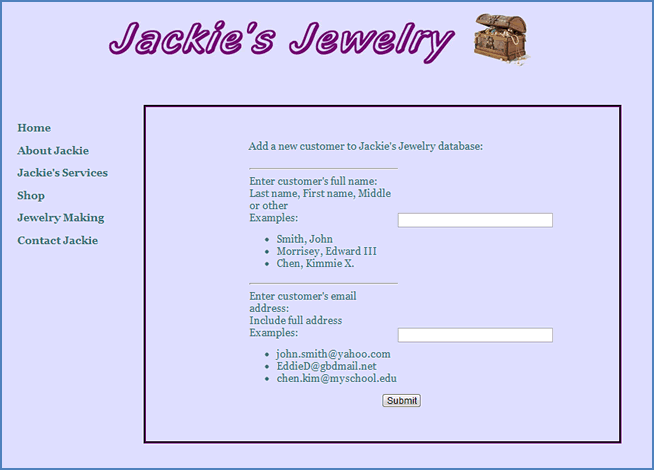 Jackie's Jewelry
Home
About Jackie
Jackie's Services
Shop
Jewelry Making
Contact Jackie
Add a new customer to Jackie's Jewelry database:
Enter customer's full name:
Last name, First name, Middle
or other
Examples:
• Smith, John
• Morrisey, Edward III
• Chen, Kimmie X.
Enter customer's email
address:
Include full address
Examples:
• john.smith@yahoo.com
• EddieD@gbdmail.net
• chen.kim@myschool.edu
Submit